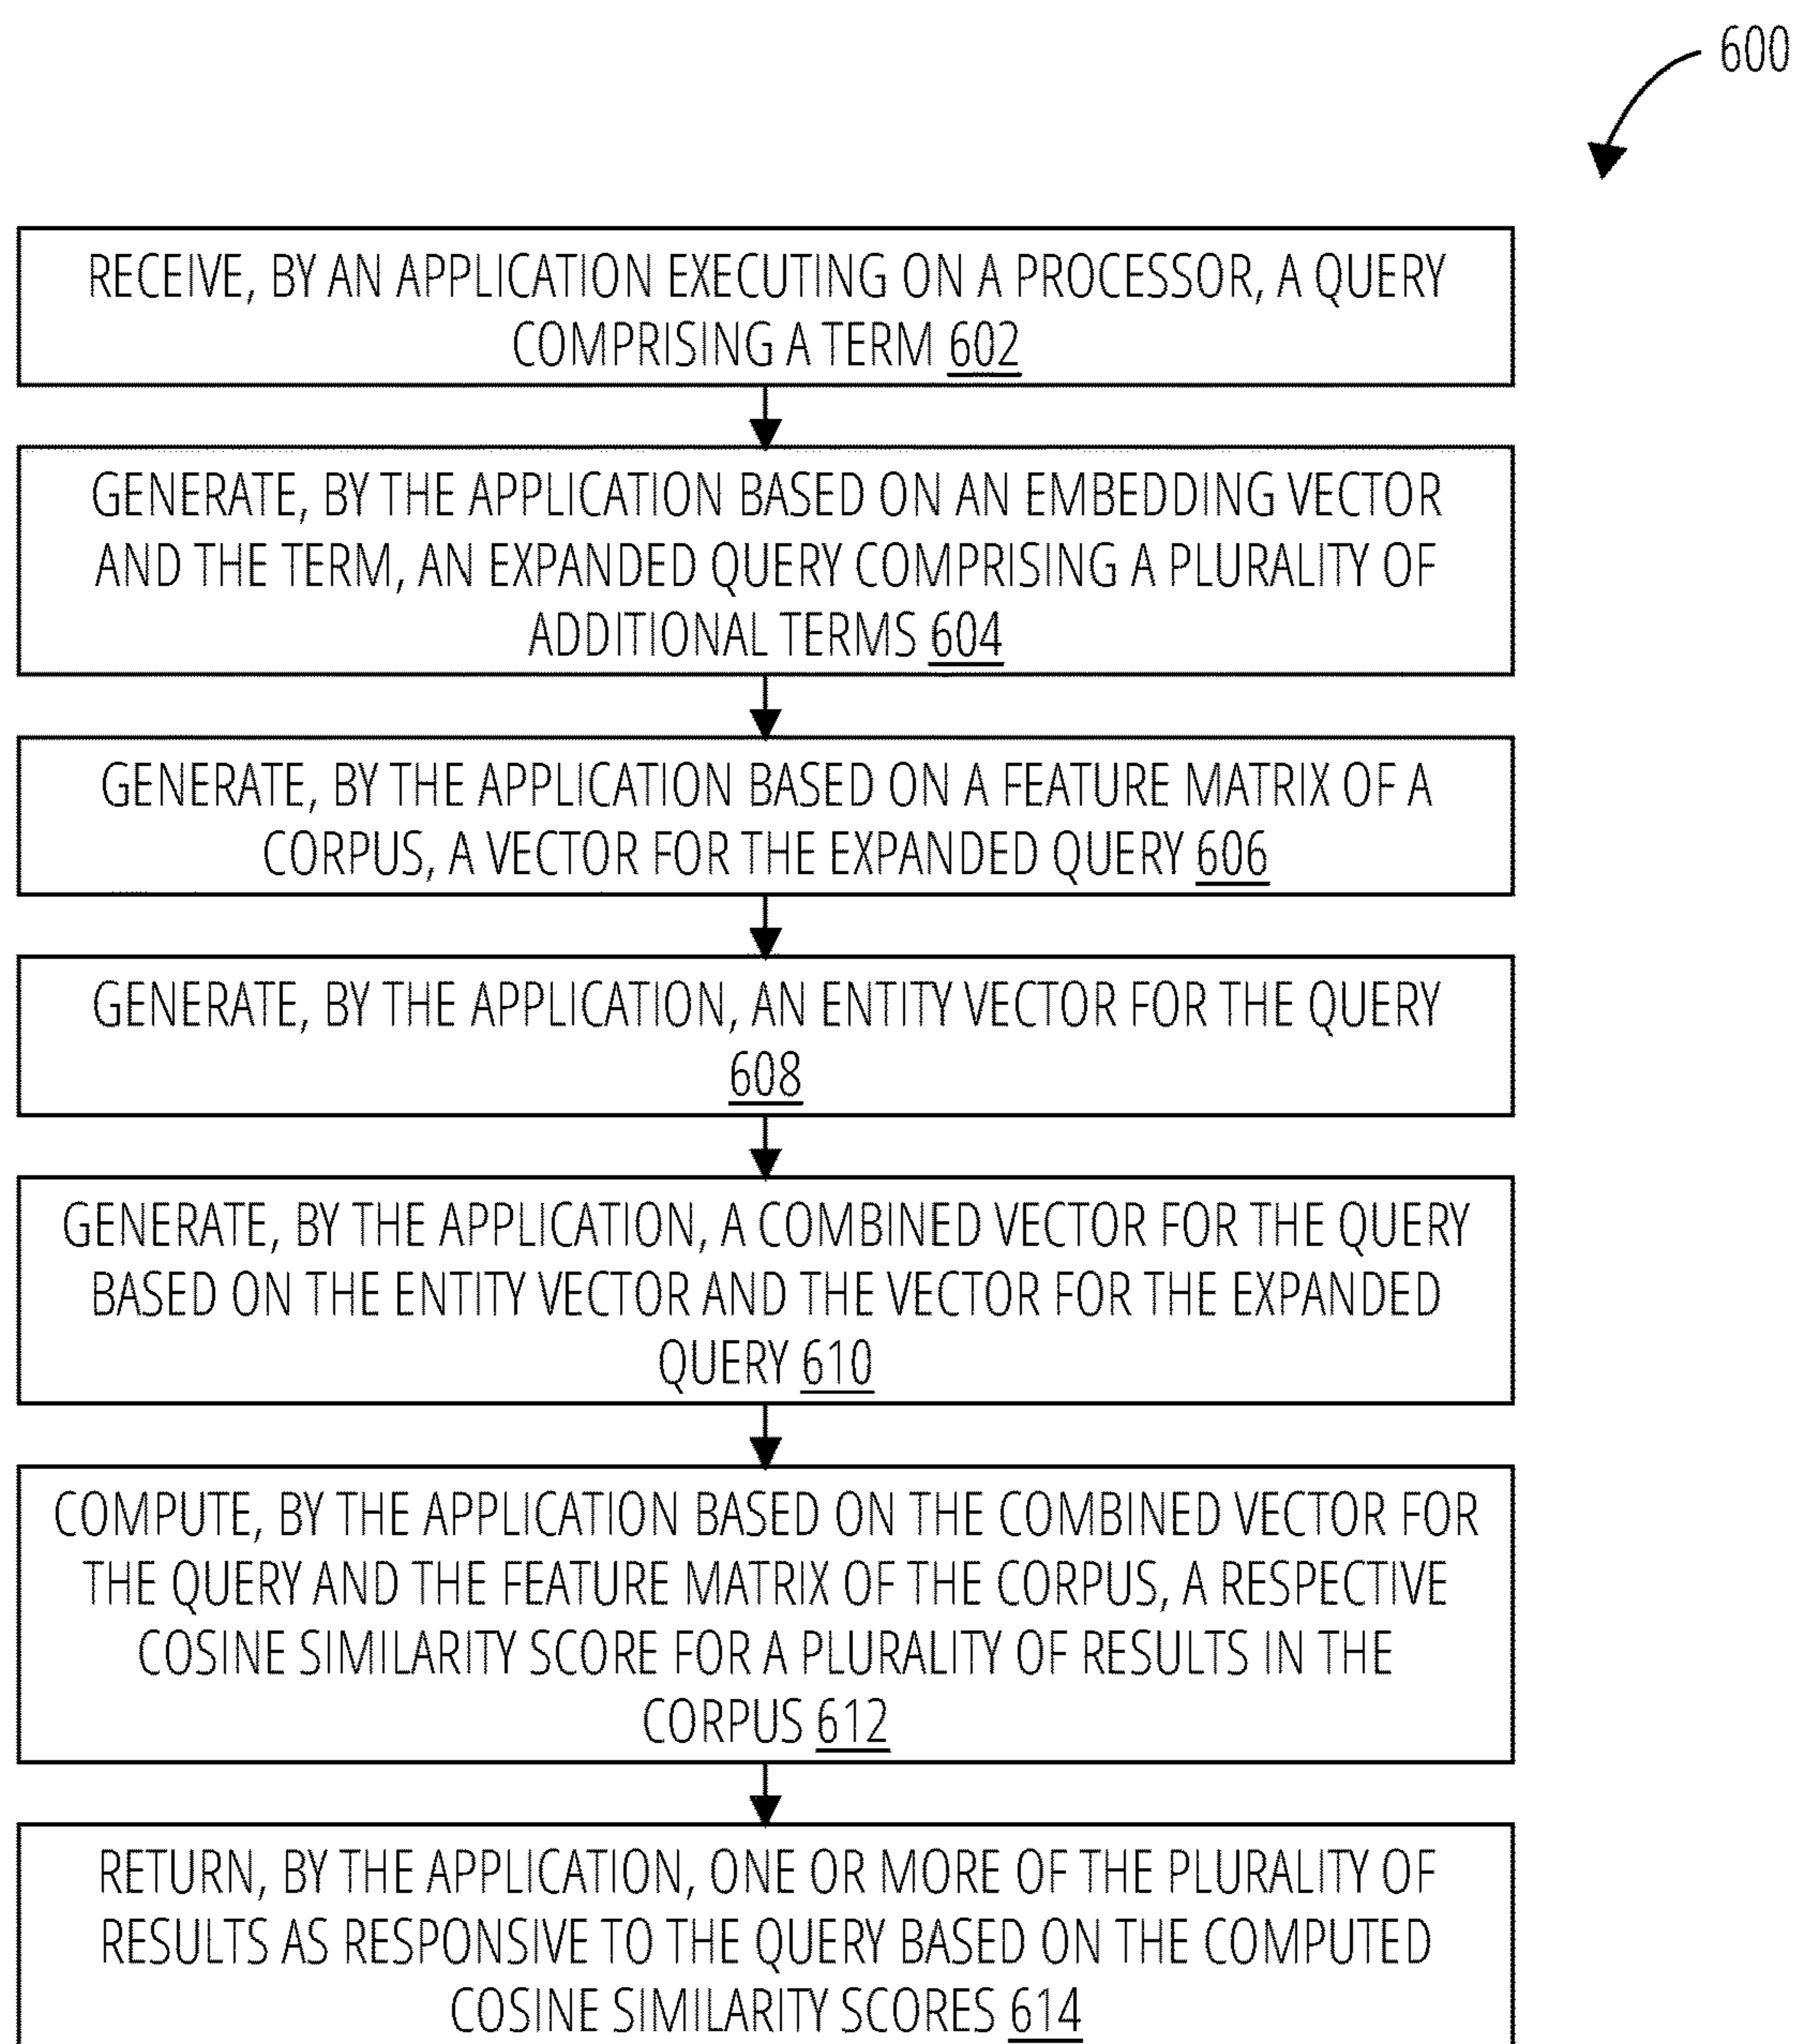 600
RECEIVE, BY AN APPLICATION EXECUTING ON A PROCESSOR, A QUERY
COMPRISING A TERM 602
GENERATE, BY THE APPLICATION BASED ON AN EMBEDDING VECTOR
AND THE TERM, AN EXPANDED QUERY COMPRISING A PLURALITY OF
ADDITIONAL TERMS 604
GENERATE, BY THE APPLICATION BASED ON A FEATURE MATRIX OF A
CORPUS, A VECTOR FOR THE EXPANDED QUERY 606
GENERATE, BY THE APPLICATION, AN ENTITY VECTOR FOR THE QUERY
608
GENERATE, BY THE APPLICATION, A COMBINED VECTOR FOR THE QUERY
BASED ON THE ENTITY VECTOR AND THE VECTOR FOR THE EXPANDED
QUERY 610
COMPUTE, BY THE APPLICATION BASED ON THE COMBINED VECTOR FOR
THE QUERY AND THE FEATURE MATRIX OF THE CORPUS, A RESPECTIVE
COSINE SIMILARITY SCORE FOR A PLURALITY OF RESULTS IN THE
CORPUS 612
RETURN, BY THE APPLICATION, ONE OR MORE OF THE PLURALITY OF
RESULTS AS RESPONSIVE TO THE QUERY BASED ON THE COMPUTED
COSINE SIMILARITY SCORES 614